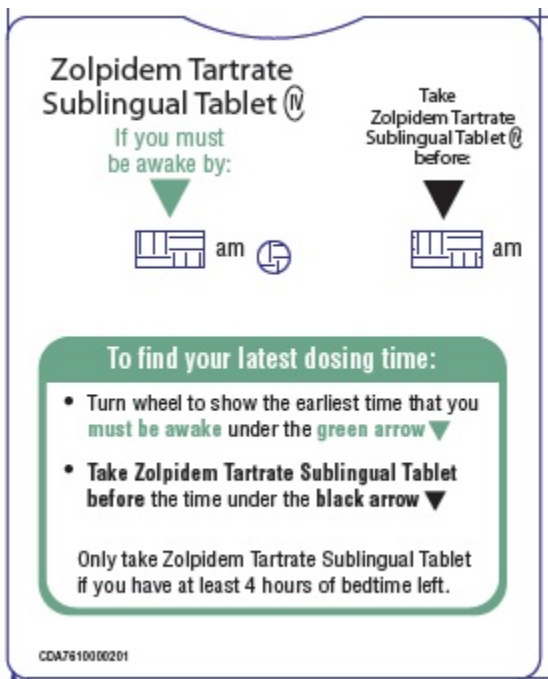 Zolpidem Tartrate
Sublingual Tablet IV
If you must
be awake by:
am
Take
Zolpidem Tartrate
Sublingual Tablet IV
before:
am
To find your latest dosing time:
• Turn wheel to show the earliest time that you
must be awake under the green arrow ▼
• Take Zolpidem Tartrate Sublingual Tablet
before the time under the black arrow ▼
Only take Zolpidem Tartrate Sublingual Tablet
if you have at least 4 hours of bedtime left.
CDA7610000201